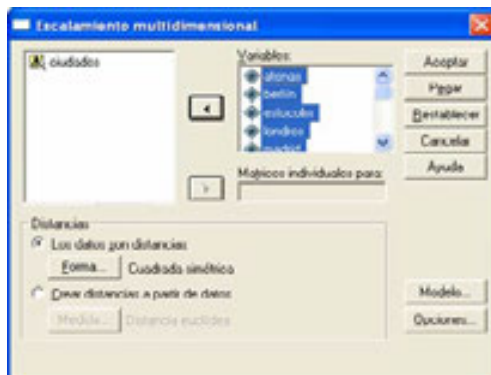 Escalamiento multidimensional
ciudades
Variables:
atenas
berlin
estocolm
londres
madrid
Matrices individuales para:
Aceptar
Pegar
Restablecer
Cancelar
Ayuda
Distancias
Los datos son distancias
Forma... Cuadrada simétrica
Crear distancias a partir de datos
Medida... Distancia euclídea
Modelo...
Opciones...